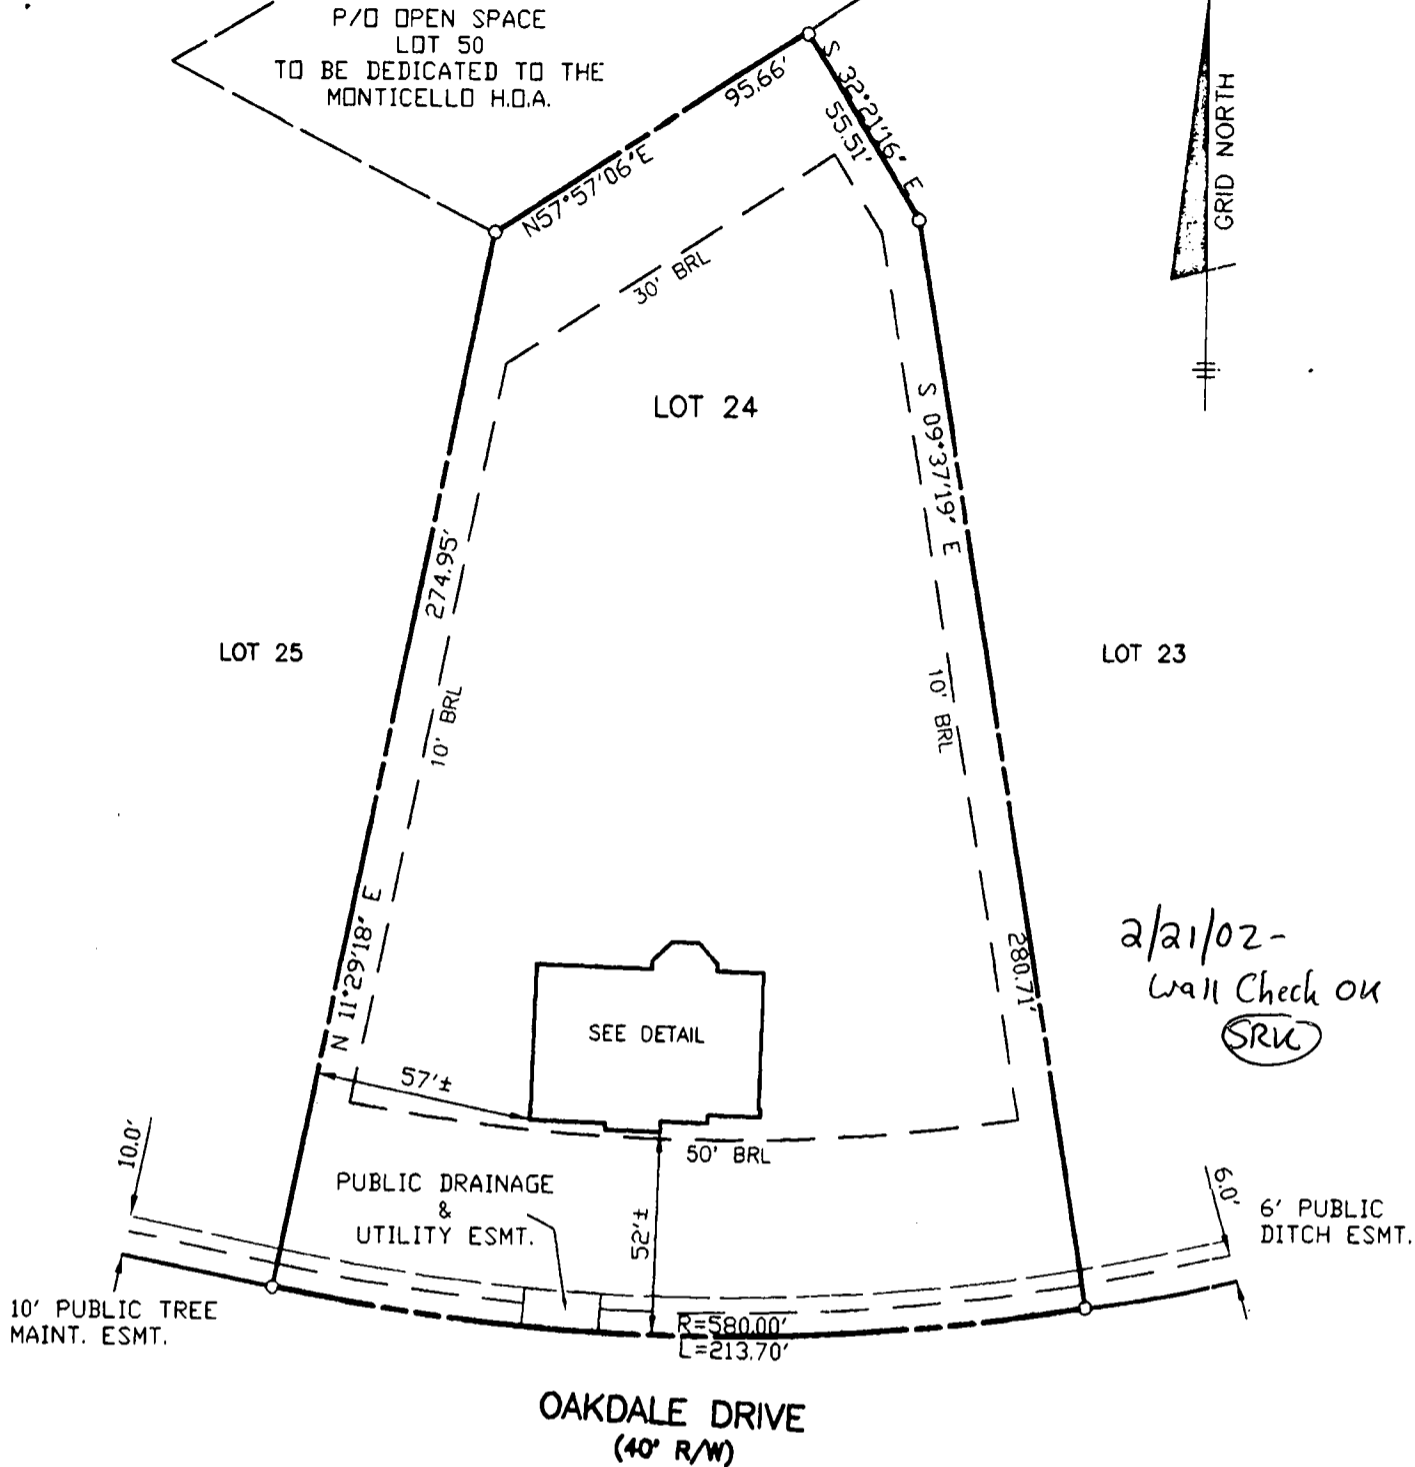 P/O OPEN SPACE
LOT 50
TO BE DEDICATED TO THE
MONTICELLO H.O.A.
95.66'
N57°57'06"E
S 32°21'16" E
55.51'
GRID NORTH
30' BRL
LOT 24
S 09°37'19" E
274.95'
LOT 25
LOT 23
10' BRL
10' BRL
N 11°29'18" E
280.71'
2/21/02-
Wall Check OK
SRK
SEE DETAIL
57'±
50' BRL
10.0'
PUBLIC DRAINAGE
&
UTILITY ESMT.
52'±
6.0'
6' PUBLIC
DITCH ESMT.
10' PUBLIC TREE
MAINT. ESMT.
R=580.00'
L=213.70'
OAKDALE DRIVE
(40' R/W)